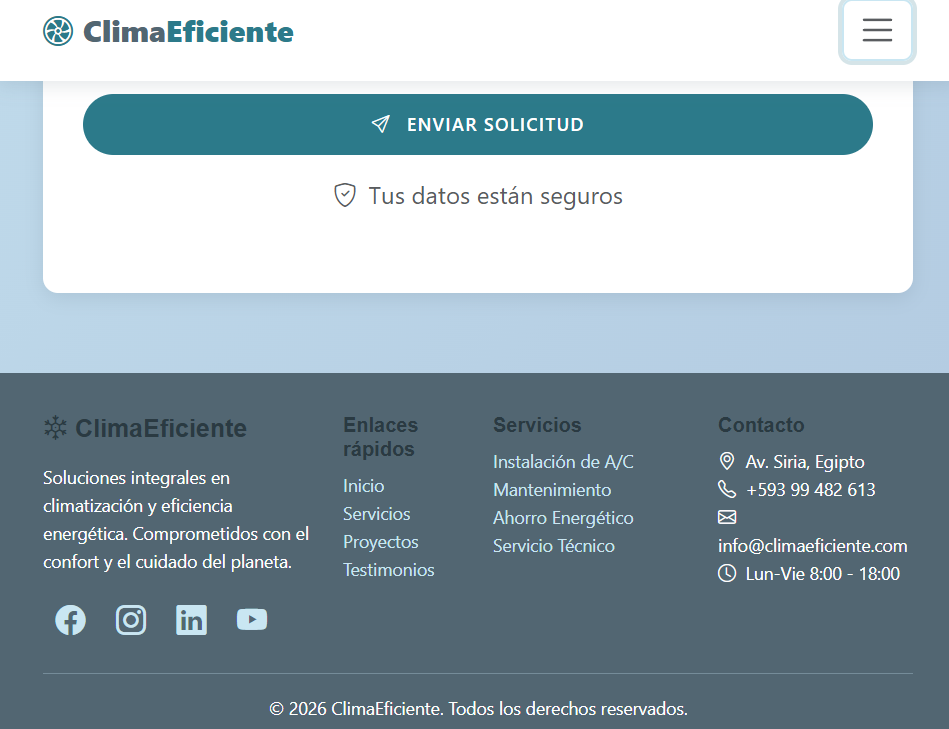 ClimaEficiente
ENVIAR SOLICITUD
Tus datos están seguros
ClimaEficiente
Soluciones integrales en
climatización y eficiencia
energética. Comprometidos con el
confort y el cuidado del planeta.
Enlaces
rápidos
Inicio
Servicios
Proyectos
Testimonios
Servicios
Instalación de A/C
Mantenimiento
Ahorro Energético
Servicio Técnico
Contacto
Av. Siria, Egipto
+593 99 482 613
info@climaeficiente.com
Lun-Vie 8:00 - 18:00
© 2026 ClimaEficiente. Todos los derechos reservados.